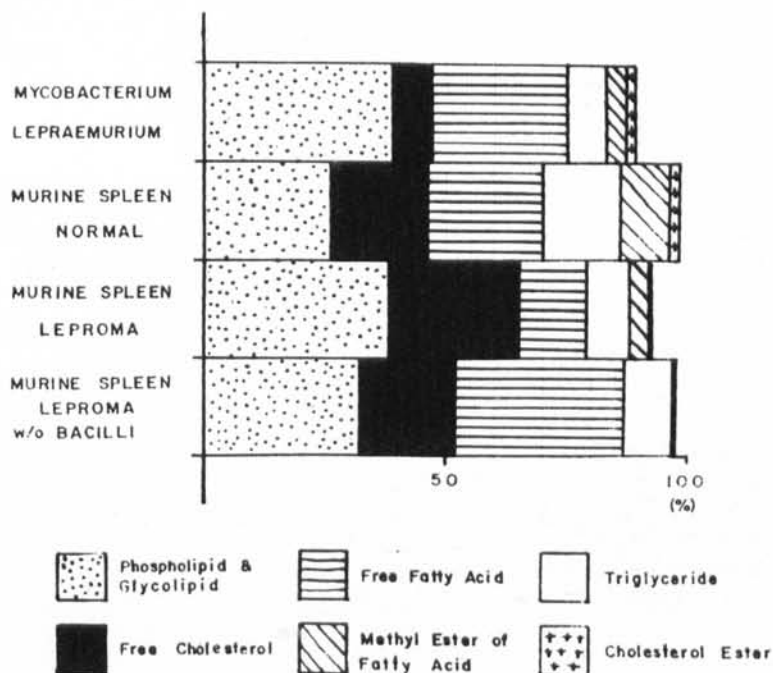 MYCOBACTERIUM
LEPRAEMURIUM
MURINE SPLEEN
NORMAL
MURINE SPLEEN
LEPROMA
MURINE SPLEEN
LEPROMA
w/o BACILLI
50
100
(%)
Phospholipid &
Glycolipid
Free Fatty Acid
Triglyceride
Free Cholesterol
Methyl Ester of
Fatty Acid
Cholesterol Ester